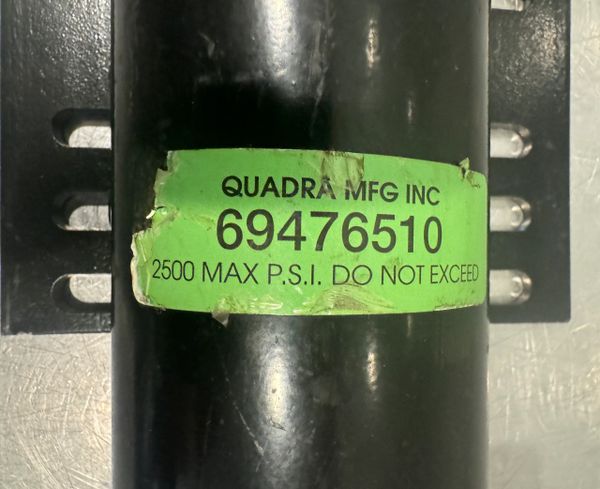 QUADRA MFG INC
69476510
2500 MAX P.S.I. DO NOT EXCEED